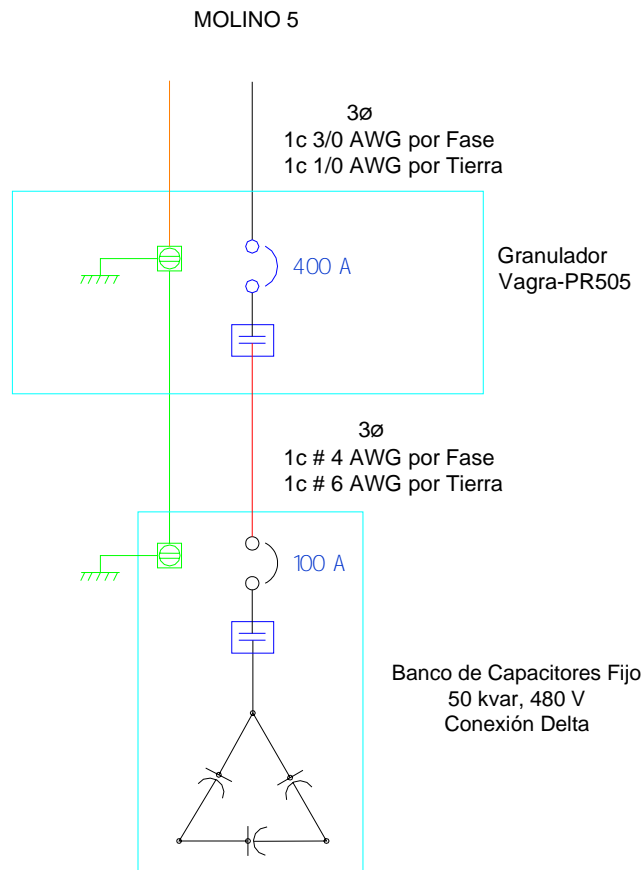 MOLINO 5
3ø
1c 3/0 AWG por Fase
1c 1/0 AWG por Tierra
400 A
Granulador
Vagra-PR505
3ø
1c # 4 AWG por Fase
1c # 6 AWG por Tierra
100 A
Banco de Capacitores Fijo
50 kvar, 480 V
Conexión Delta